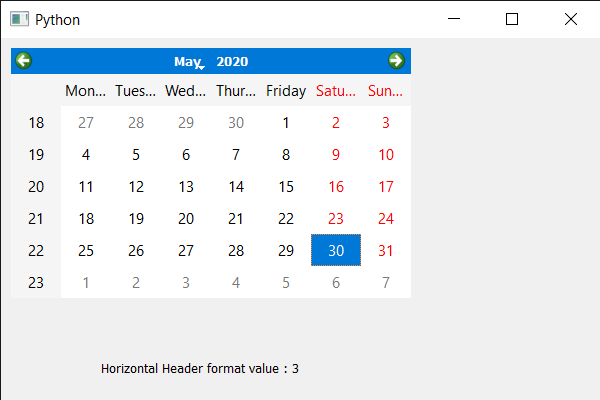 Python
May 2020
Mon... Tues... Wed... Thur... Friday Satu... Sun...
18 27 28 29 30 1 2 3
19 4 5 6 7 8 9 10
20 11 12 13 14 15 16 17
21 18 19 20 21 22 23 24
22 25 26 27 28 29 30 31
23 1 2 3 4 5 6 7
Horizontal Header format value : 3